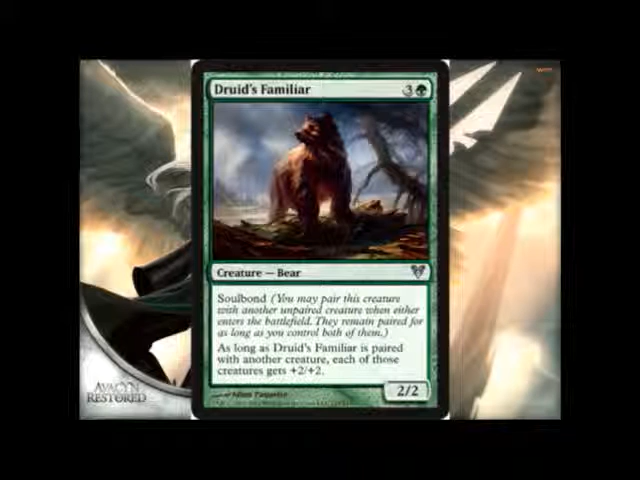 Druid's Familiar
3
Creature — Bear
Soulbond (You may pair this creature
with another unpaired creature when either
enters the battlefield. They remain paired for
as long as you control both of them.)
As long as Druid's Familiar is paired
with another creature, each of those
creatures gets +2/+2.
2/2
AVACYN
RESTORED